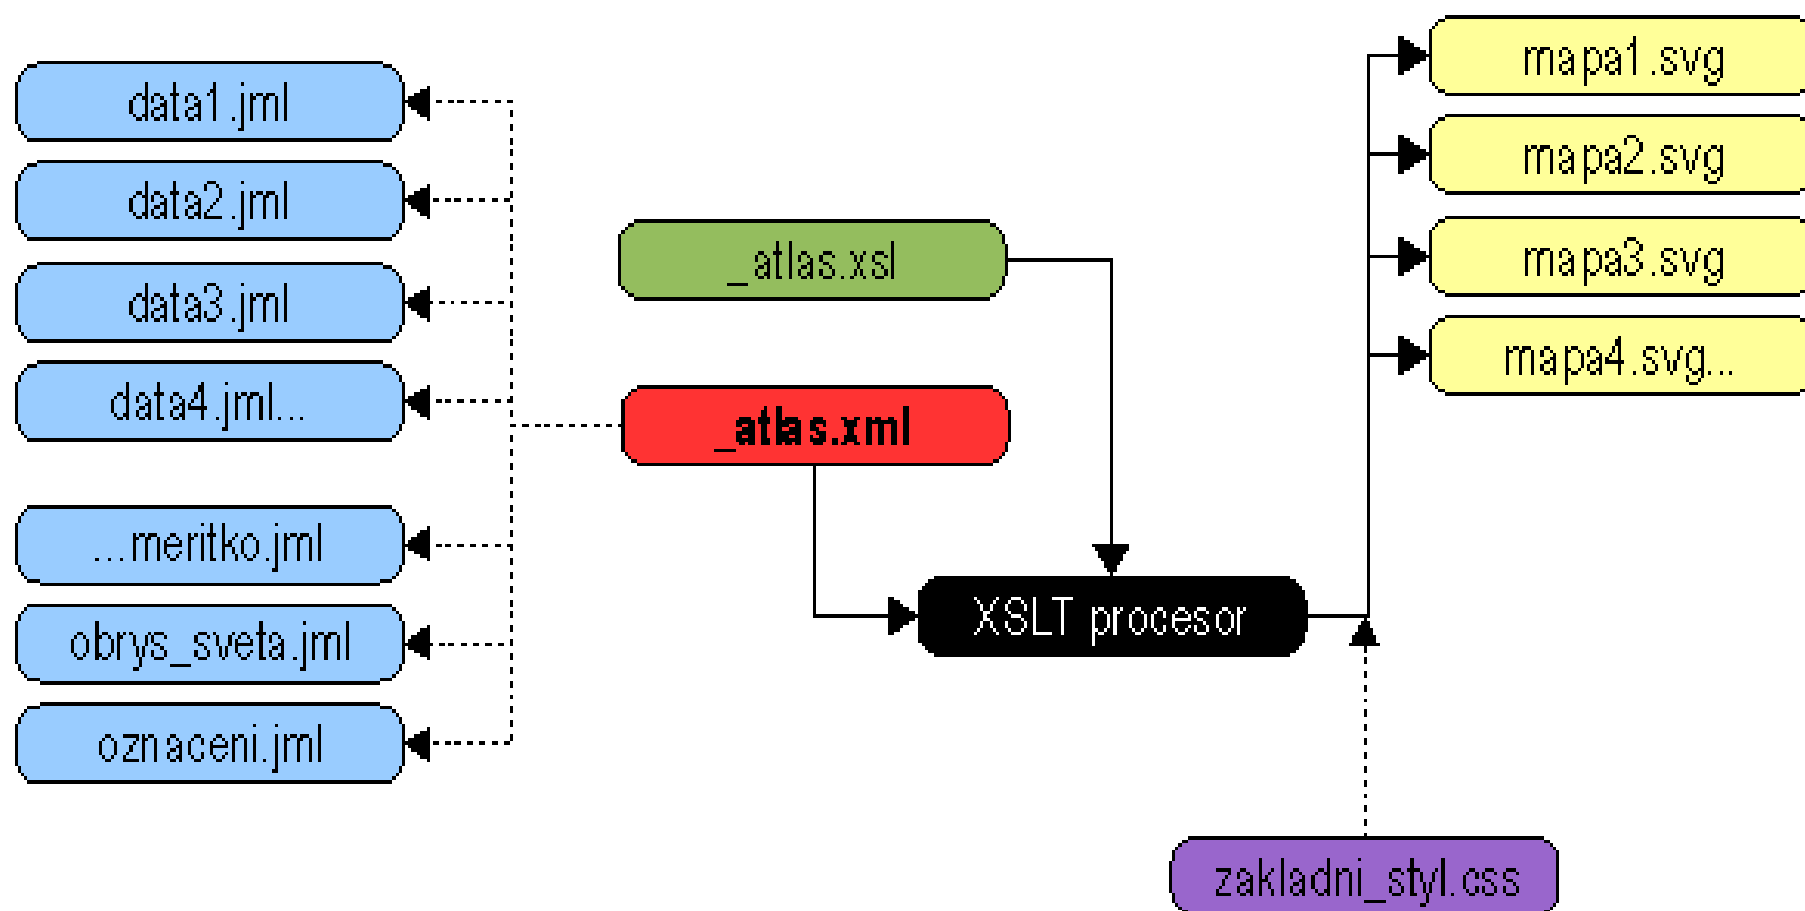 data1.jml
data2.jml
data3.jml
data4.jml...
...meritko.jml
obrys_sveta.jml
oznaceni.jml
_atlas.xsl
_atlas.xml
XSLT procesor
mapa1.svg
mapa2.svg
mapa3.svg
mapa4.svg...
zakladni_styl.css